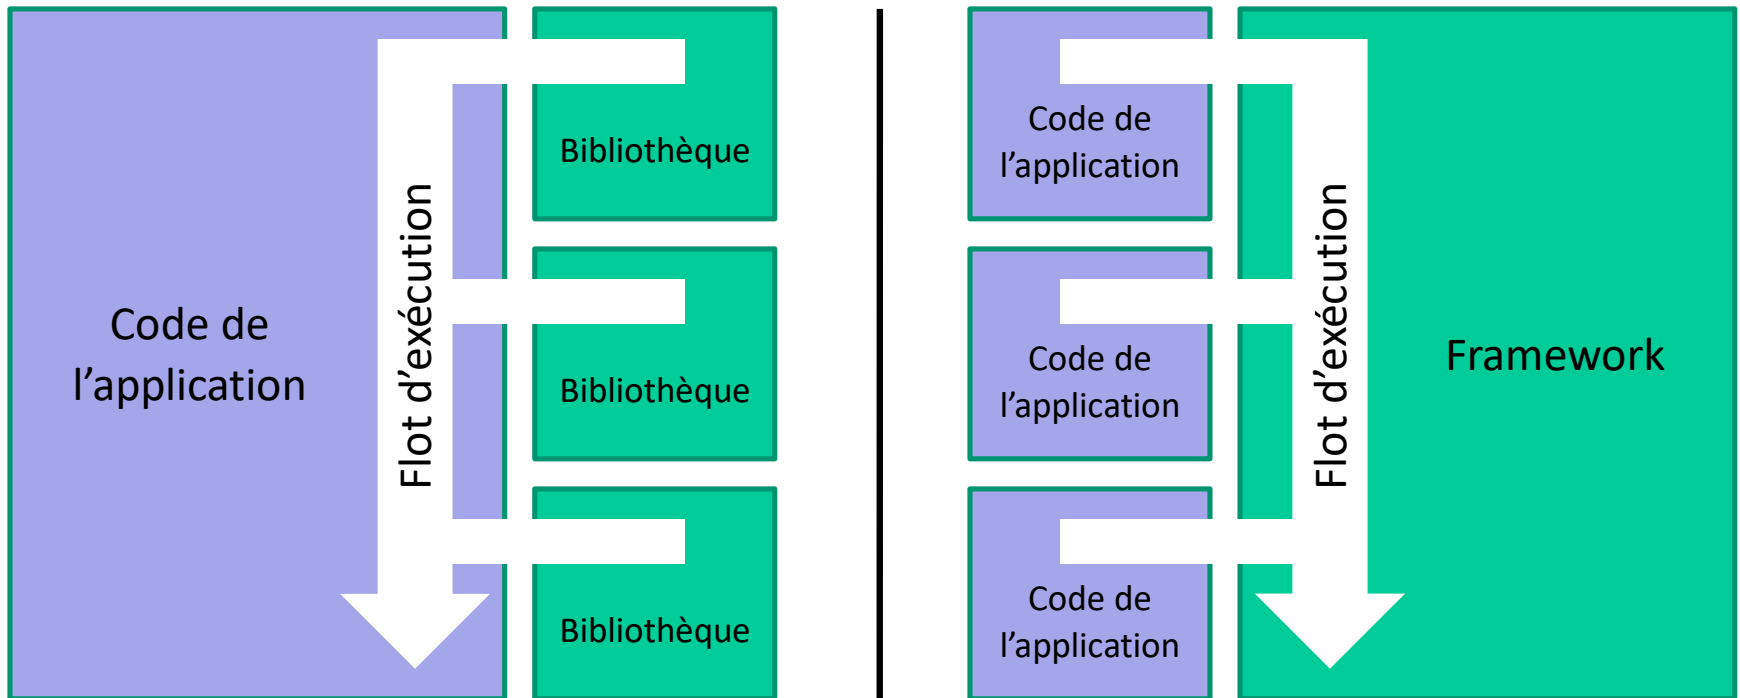 Code de
l’application
Flot d’exécution
Bibliothèque
Bibliothèque
Bibliothèque
Code de
l’application
Code de
l’application
Code de
l’application
Flot d’exécution
Framework